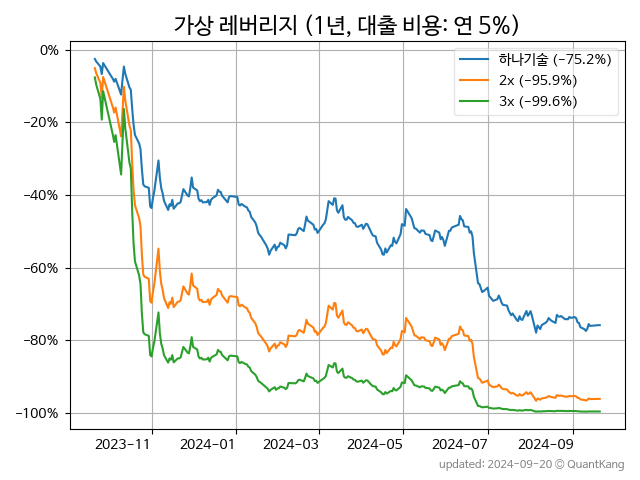 가상 레버리지 (1년, 대출 비용: 연 5%)
하나기술 (-75.2%)
2x (-95.9%)
3x (-99.6%)
0%
-20%
-40%
-60%
-80%
-100%
2023-11 2024-01 2024-03 2024-05 2024-07 2024-09
updated: 2024-09-20 © QuantKang